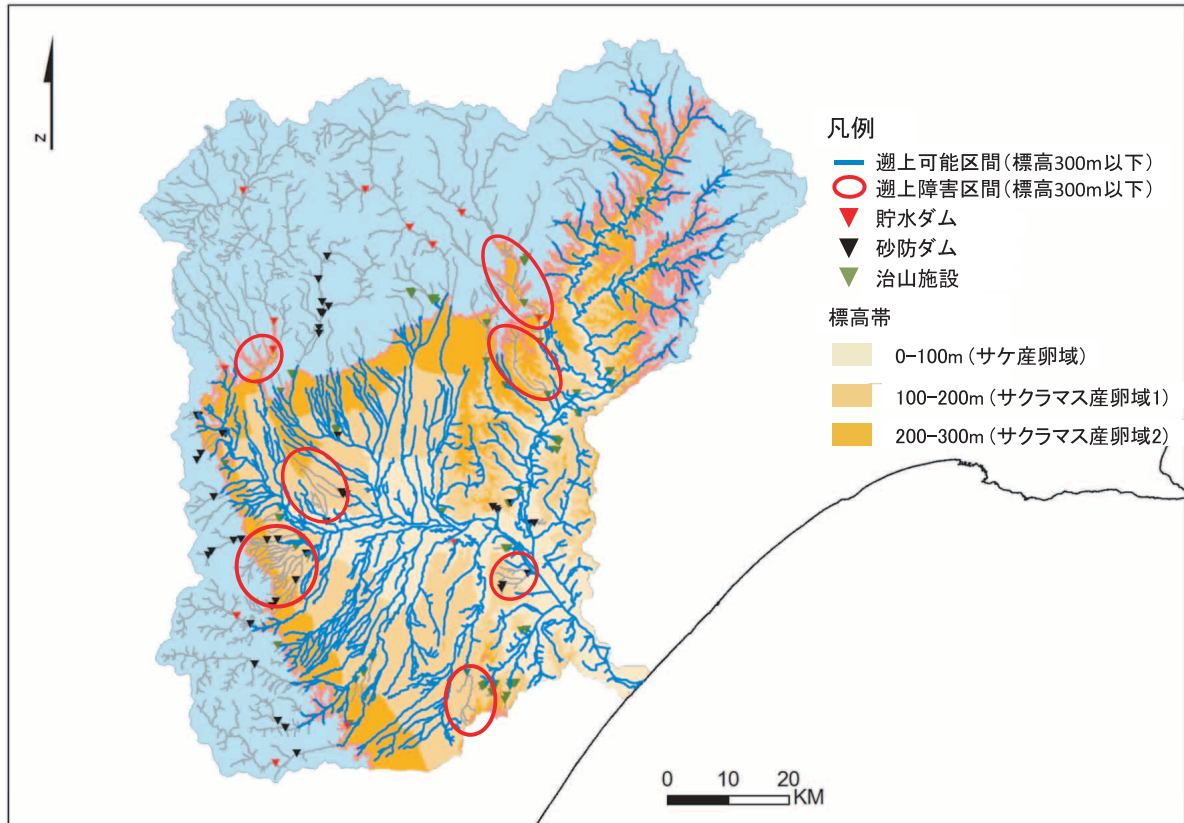 N
凡例
遡上可能区間(標高300m以下)
遡上障害区間(標高300m以下)
貯水ダム
砂防ダム
治山施設
標高帯
0-100m(サケ産卵域)
100-200m(サクラマス産卵域1)
200-300m(サクラマス産卵域2)
0 10 20
KM